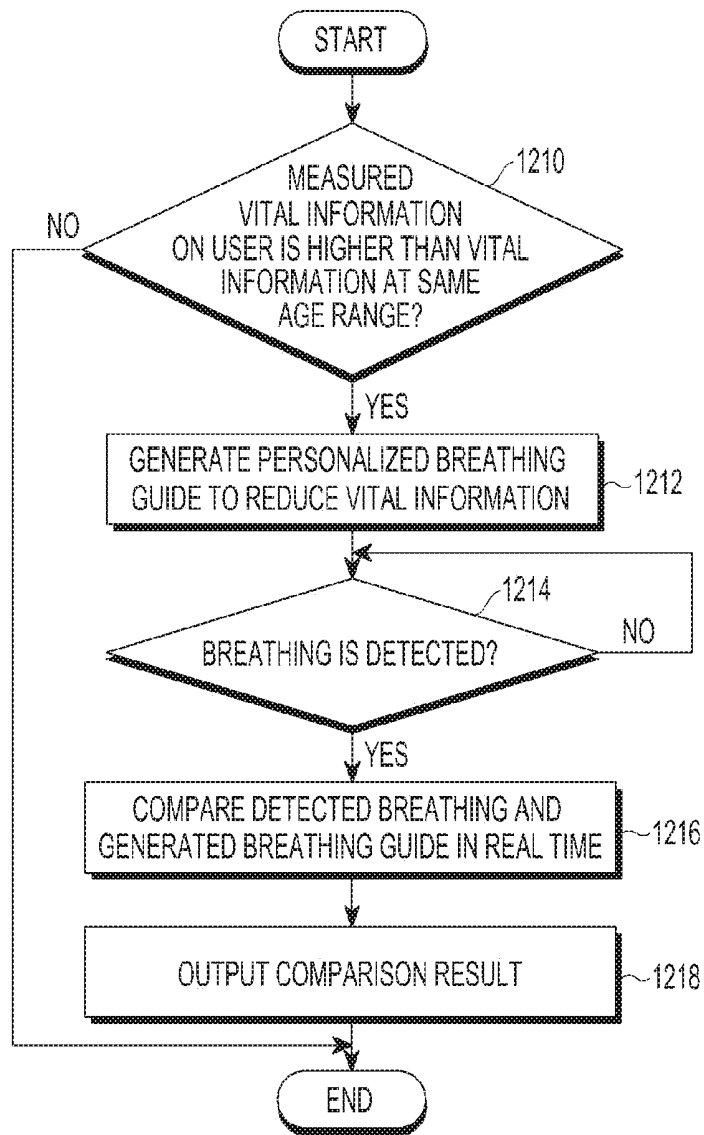 START
1210
MEASURED
VITAL INFORMATION
ON USER IS HIGHER THAN VITAL
INFORMATION AT SAME
AGE RANGE?
NO
YES
GENERATE PERSONALIZED BREATHING
GUIDE TO REDUCE VITAL INFORMATION
1212
1214
BREATHING IS DETECTED?
NO
YES
COMPARE DETECTED BREATHING AND
GENERATED BREATHING GUIDE IN REAL TIME
1216
OUTPUT COMPARISON RESULT
1218
END